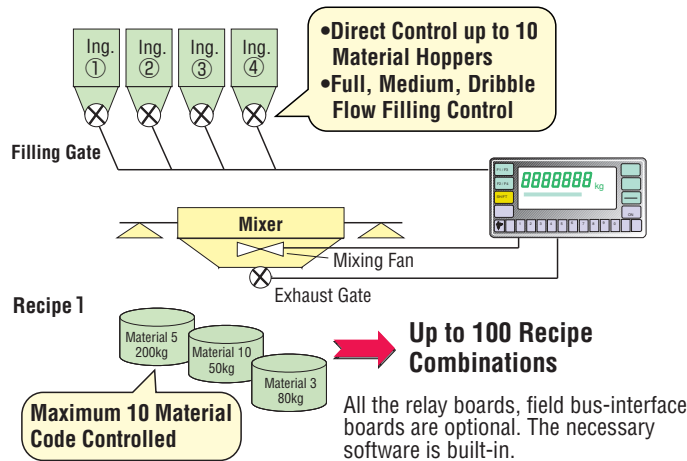 Ing. ① Ing. ② Ing. ③ Ing. ④
•Direct Control up to 10
Material Hoppers
•Full, Medium, Dribble
Flow Filling Control
Filling Gate
8888888 kg
Mixer
Mixing Fan
Exhaust Gate
Recipe 1
Material 5
200kg
Material 10
50kg
Material 3
80kg
Up to 100 Recipe
Combinations
Maximum 10 Material
Code Controlled
All the relay boards, field bus-interface
boards are optional. The necessary
software is built-in.